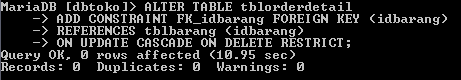 MariaDB [dbtoko]> ALTER TABLE tblorderdetail
    -> ADD CONSTRAINT FK_idbarang FOREIGN KEY (idbarang)
    -> REFERENCES tblbarang (idbarang)
    -> ON UPDATE CASCADE ON DELETE RESTRICT;
Query OK, 0 rows affected (10.95 sec)
Records: 0  Duplicates: 0  Warnings: 0